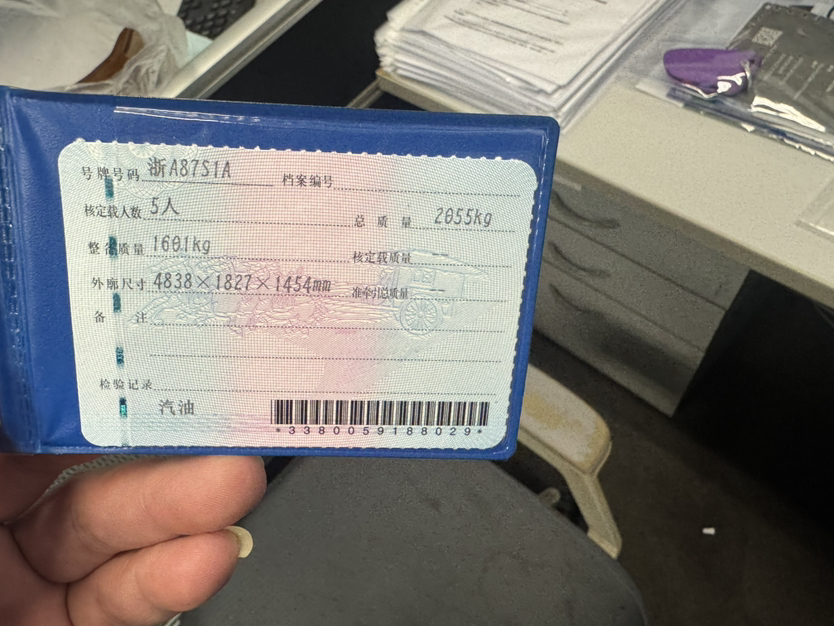 号牌号码 浙A87S1A 档案编号
核定载人数 5人 总质量 2055kg
整备质量 1601kg 核定载质量
外廓尺寸 4838×1827×1454mm 准牵引总质量 --
备 注
检验记录
汽油
*3380059188029*